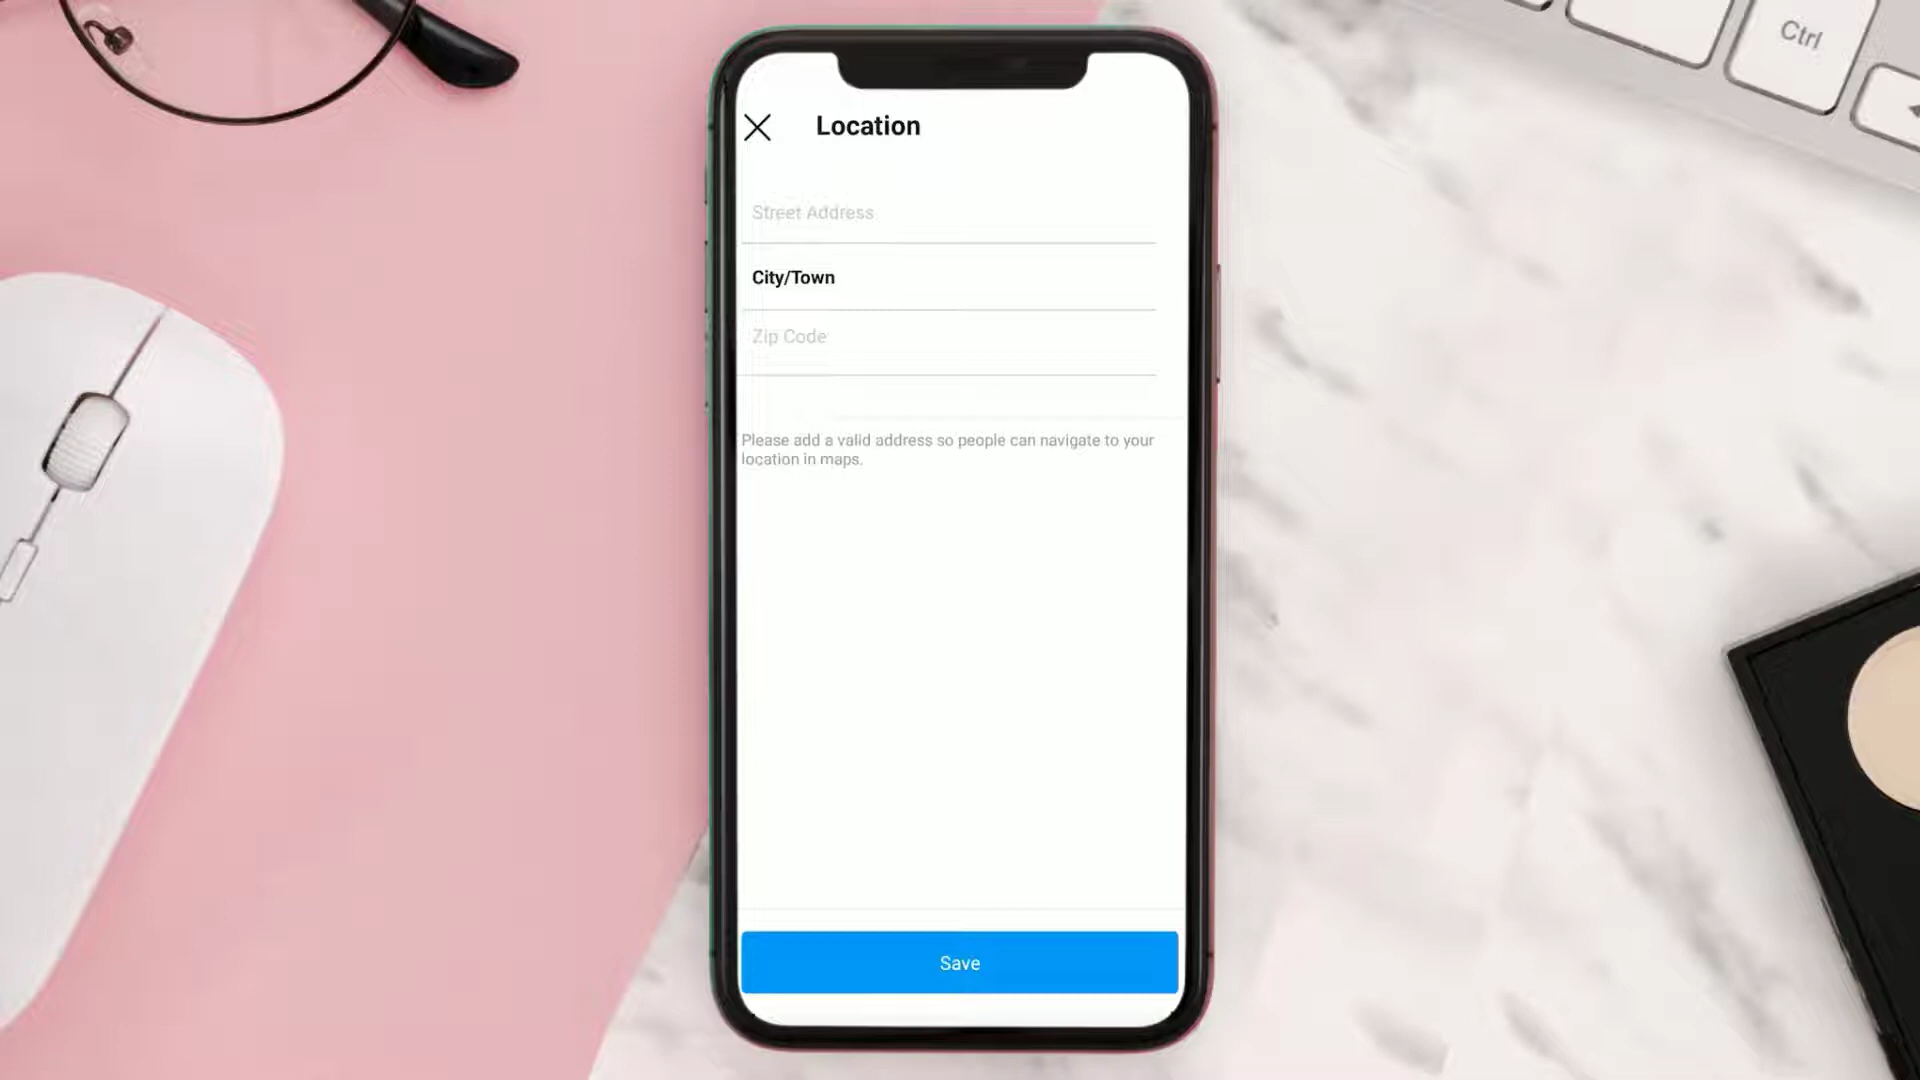 Ctrl
Location
Street Address
City/Town
Zip Code
Please add a valid address so people can navigate to your
location in maps.
Save